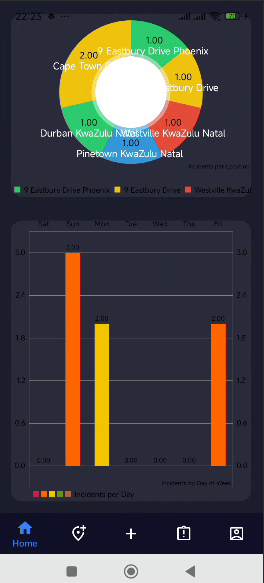 22:23
1.00
9 Eastbury Drive Phoenix
2.00
Cape Town
1.00
bury Drive
1.00
1.00
Durban KwaZulu N
Westville KwaZulu Natal
1.00
Pinetown KwaZulu Natal
Incidents per Location
9 Eastbury Drive Phoenix
9 Eastbury Drive
Westville KwaZul
Sat Sun Mon Tue Wed Thu Fri
3.00
3.0 3.0
2.4 2.4
2.00 2.00
1.8 1.8
1.2 1.2
0.6 0.6
0.00 0.00 0.00 0.00
0.0 0.0
Incidents by Day of Week
Incidents per Day
Home